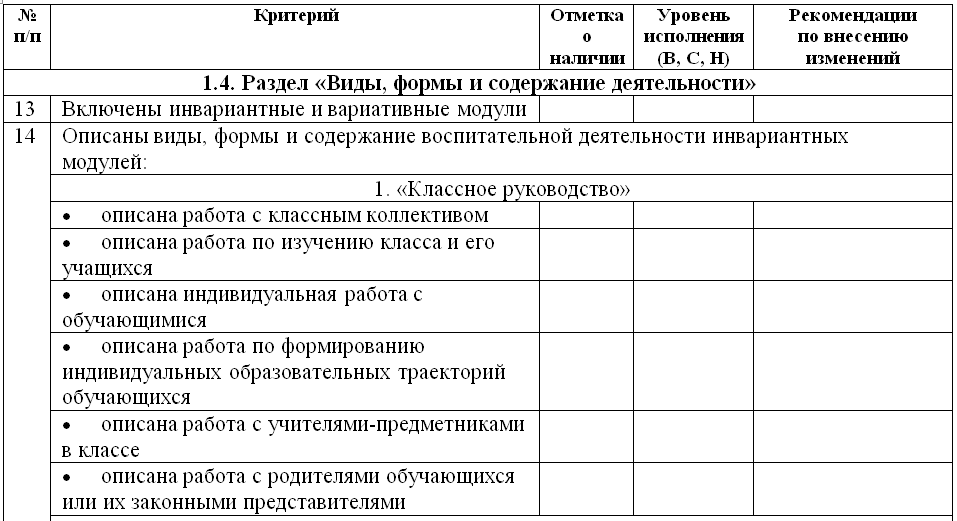 № п/п Критерий Отметка о наличии Уровень исполнения (В, С, Н) Рекомендации по внесению изменений
1.4. Раздел «Виды, формы и содержание деятельности»
13 Включены инвариантные и вариативные модули
14 Описаны виды, формы и содержание воспитательной деятельности инвариантных
модулей:
1. «Классное руководство»
• описана работа с классным коллективом
• описана работа по изучению класса и его
учащихся
• описана индивидуальная работа с
обучающимися
• описана работа по формированию
индивидуальных образовательных траекторий
обучающихся
• описана работа с учителями-предметниками
в классе
• описана работа с родителями обучающихся
или их законными представителями